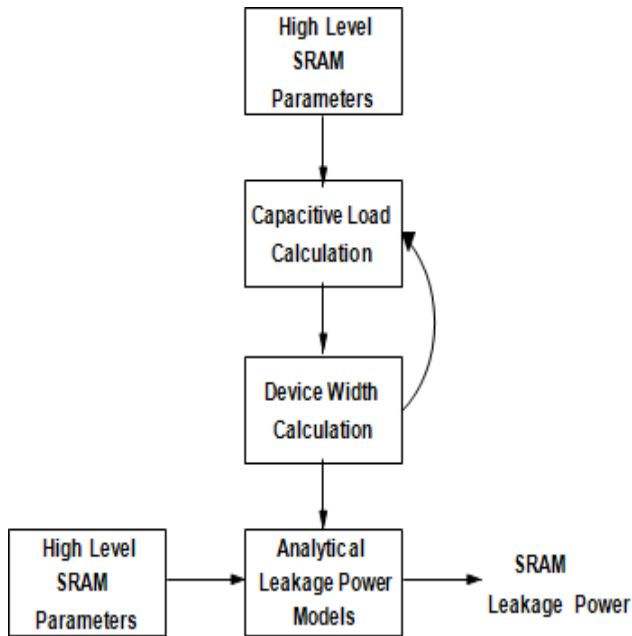 High Level
SRAM
Parameters
Capacitive Load
Calculation
Device Width
Calculation
High Level
SRAM
Parameters
Analytical
Leakage Power
Models
SRAM
Leakage Power